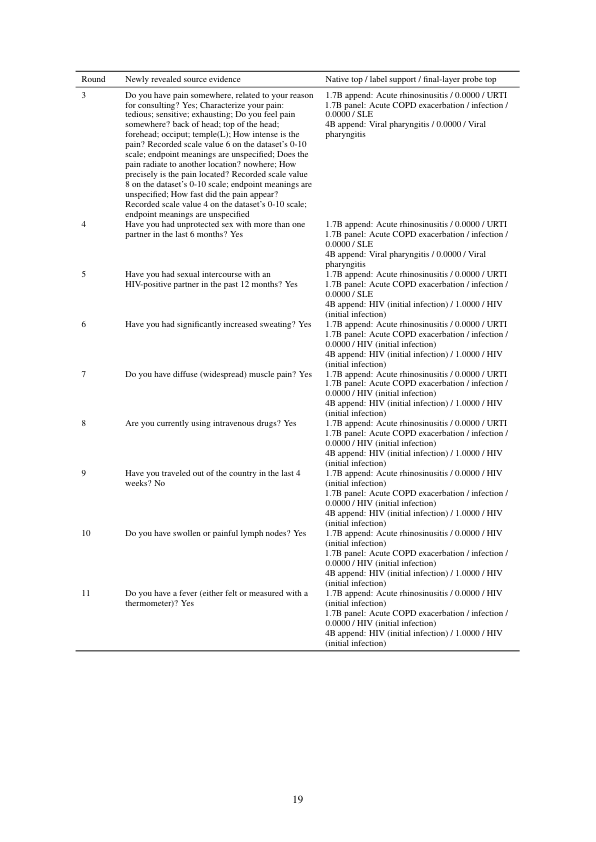 Round Newly revealed source evidence Native top / label support / final-layer probe top
3 Do you have pain somewhere, related to your reason
for consulting? Yes; Characterize your pain:
tedious; sensitive; exhausting; Do you feel pain
somewhere? back of head; top of the head;
forehead; occiput; temple(L); How intense is the
pain? Recorded scale value 6 on the dataset's 0-10
scale; endpoint meanings are unspecified; Does the
pain radiate to another location? nowhere; How
precisely is the pain located? Recorded scale value
8 on the dataset's 0-10 scale; endpoint meanings are
unspecified; How fast did the pain appear?
Recorded scale value 4 on the dataset's 0-10 scale;
endpoint meanings are unspecified
1.7B append: Acute rhinosinusitis / 0.0000 / URTI
1.7B panel: Acute COPD exacerbation / infection /
0.0000 / SLE
4B append: Viral pharyngitis / 0.0000 / Viral
pharyngitis
4 Have you had unprotected sex with more than one
partner in the last 6 months? Yes
1.7B append: Acute rhinosinusitis / 0.0000 / URTI
1.7B panel: Acute COPD exacerbation / infection /
0.0000 / SLE
4B append: Viral pharyngitis / 0.0000 / Viral
pharyngitis
5 Have you had sexual intercourse with an
HIV-positive partner in the past 12 months? Yes
1.7B append: Acute rhinosinusitis / 0.0000 / URTI
1.7B panel: Acute COPD exacerbation / infection /
0.0000 / SLE
4B append: HIV (initial infection) / 1.0000 / HIV
(initial infection)
6 Have you had significantly increased sweating? Yes
1.7B append: Acute rhinosinusitis / 0.0000 / URTI
1.7B panel: Acute COPD exacerbation / infection /
0.0000 / HIV (initial infection)
4B append: HIV (initial infection) / 1.0000 / HIV
(initial infection)
7 Do you have diffuse (widespread) muscle pain? Yes
1.7B append: Acute rhinosinusitis / 0.0000 / URTI
1.7B panel: Acute COPD exacerbation / infection /
0.0000 / HIV (initial infection)
4B append: HIV (initial infection) / 1.0000 / HIV
(initial infection)
8 Are you currently using intravenous drugs? Yes
1.7B append: Acute rhinosinusitis / 0.0000 / URTI
1.7B panel: Acute COPD exacerbation / infection /
0.0000 / HIV (initial infection)
4B append: HIV (initial infection) / 1.0000 / HIV
(initial infection)
9 Have you traveled out of the country in the last 4
weeks? No
1.7B append: Acute rhinosinusitis / 0.0000 / HIV
(initial infection)
1.7B panel: Acute COPD exacerbation / infection /
0.0000 / HIV (initial infection)
4B append: HIV (initial infection) / 1.0000 / HIV
(initial infection)
10 Do you have swollen or painful lymph nodes? Yes
1.7B append: Acute rhinosinusitis / 0.0000 / HIV
(initial infection)
1.7B panel: Acute COPD exacerbation / infection /
0.0000 / HIV (initial infection)
4B append: HIV (initial infection) / 1.0000 / HIV
(initial infection)
11 Do you have a fever (either felt or measured with a
thermometer)? Yes
1.7B append: Acute rhinosinusitis / 0.0000 / HIV
(initial infection)
1.7B panel: Acute COPD exacerbation / infection /
0.0000 / HIV (initial infection)
4B append: HIV (initial infection) / 1.0000 / HIV
(initial infection)
19